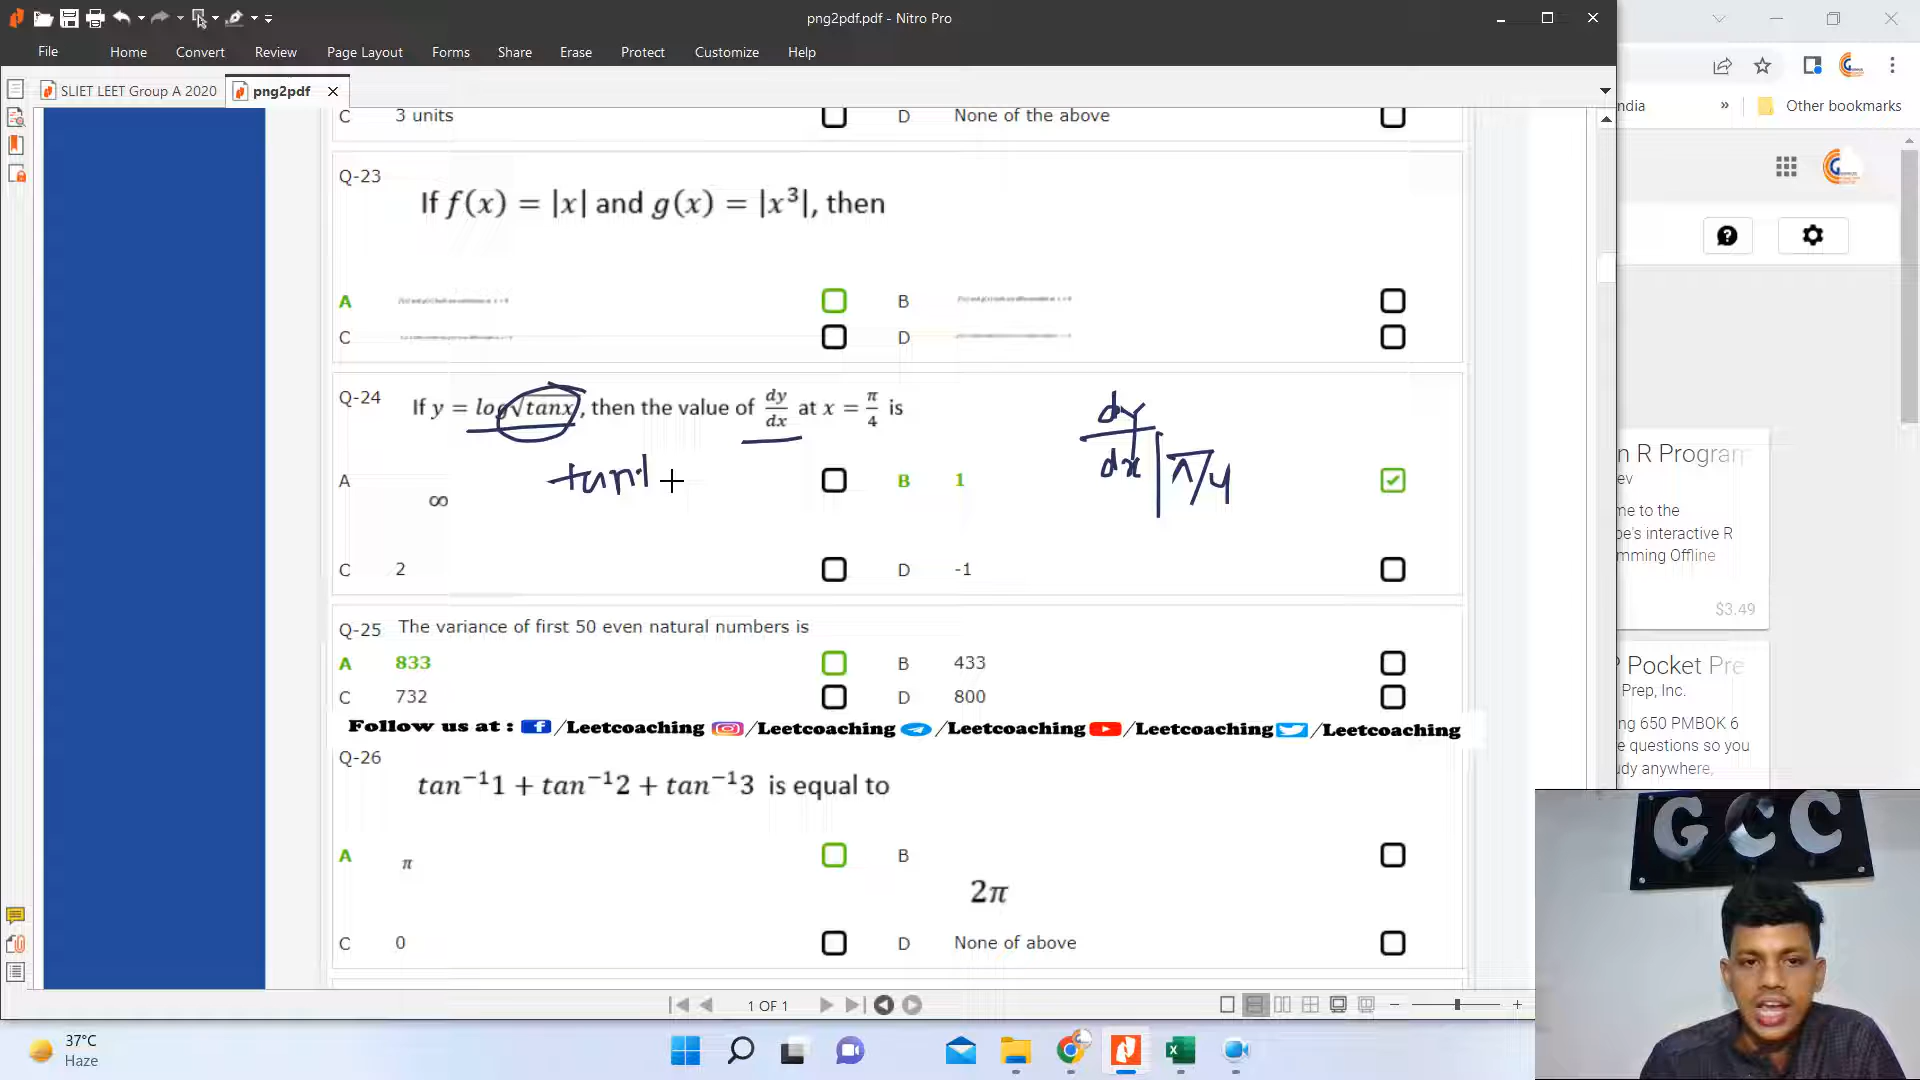 png2pdf.pdf - Nitro Pro
File Home Convert Review Page Layout Forms Share Erase Protect Customize Help
SLIET LEET Group A 2020 png2pdf
ndia » Other bookmarks
C 3 units D None of the above
Q-23
If f(x) = |x| and g(x) = |x³|, then
A B
C D
Q-24 If y = log√tanx, then the value of dy/dx at x = π/4 is
dy/dx | π/4
tan
A ∞ B 1
C 2 D -1
Q-25 The variance of first 50 even natural numbers is
A 833 B 433
C 732 D 800
Follow us at : /Leetcoaching /Leetcoaching /Leetcoaching /Leetcoaching /Leetcoaching
Q-26
tan⁻¹1 + tan⁻¹2 + tan⁻¹3 is equal to
A π B 2π
C 0 D None of above
n R Program
ev
me to the
be's interactive R
mming Offline
$3.49
Pocket Pre
Prep, Inc.
ng 650 PMBOK 6
e questions so you
udy anywhere,
GCC
1 OF 1
37°C
Haze